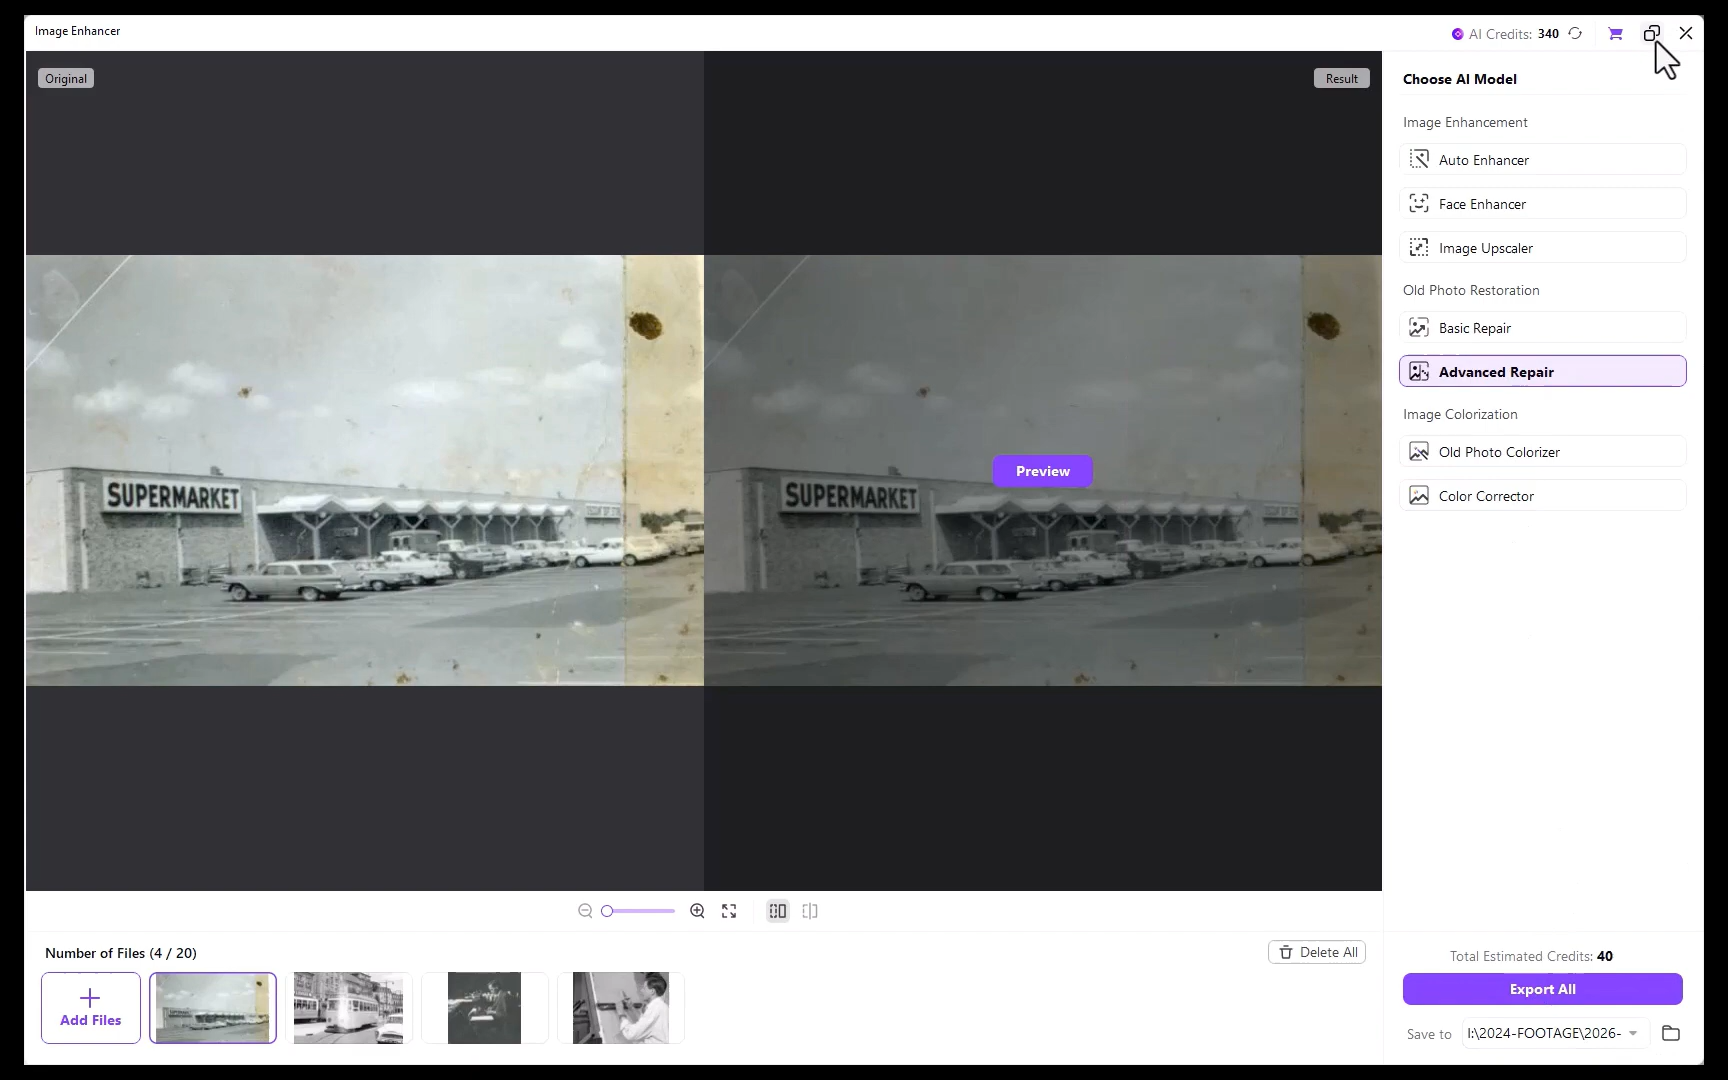 Image Enhancer
AI Credits: 340
Original
Result
Choose AI Model
Image Enhancement
Auto Enhancer
Face Enhancer
Image Upscaler
Old Photo Restoration
Basic Repair
Advanced Repair
Image Colorization
Old Photo Colorizer
Color Corrector
SUPERMARKET
SUPERMARKET
Preview
Number of Files (4 / 20)
Delete All
Add Files
Total Estimated Credits: 40
Export All
Save to
I:\2024-FOOTAGE\2026-